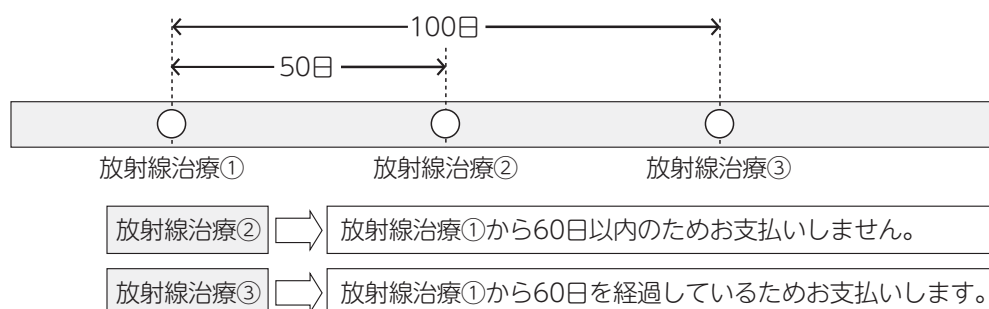 100日
50日
放射線治療①
放射線治療②
放射線治療③
放射線治療②
放射線治療①から60日以内のためお支払いしません。
放射線治療③
放射線治療①から60日を経過しているためお支払いします。